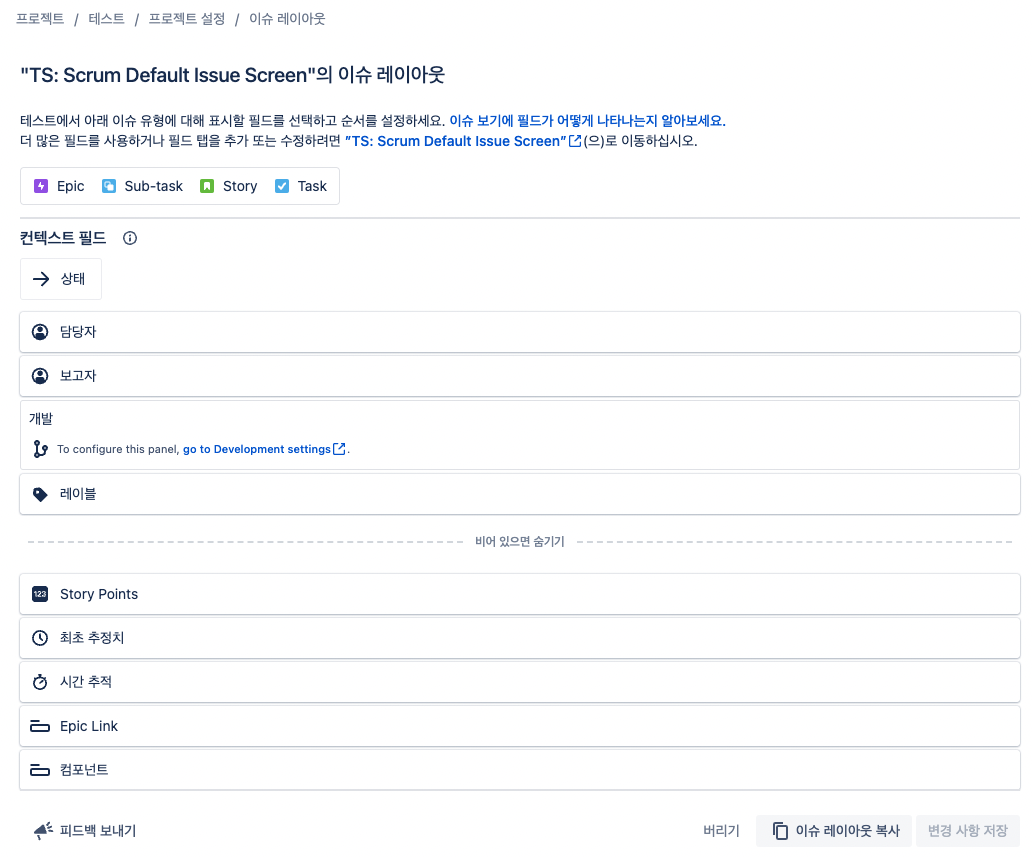 프로젝트 / 테스트 / 프로젝트 설정 / 이슈 레이아웃
"TS: Scrum Default Issue Screen"의 이슈 레이아웃
테스트에서 아래 이슈 유형에 대해 표시할 필드를 선택하고 순서를 설정하세요. 이슈 보기에 필드가 어떻게 나타나는지 알아보세요.
더 많은 필드를 사용하거나 필드 탭을 추가 또는 수정하려면 "TS: Scrum Default Issue Screen"(으)로 이동하십시오.
Epic Sub-task Story Task
컨텍스트 필드
상태
담당자
보고자
개발
To configure this panel, go to Development settings.
레이블
비어 있으면 숨기기
123 Story Points
최초 추정치
시간 추적
Epic Link
컴포넌트
피드백 보내기 버리기 이슈 레이아웃 복사 변경 사항 저장